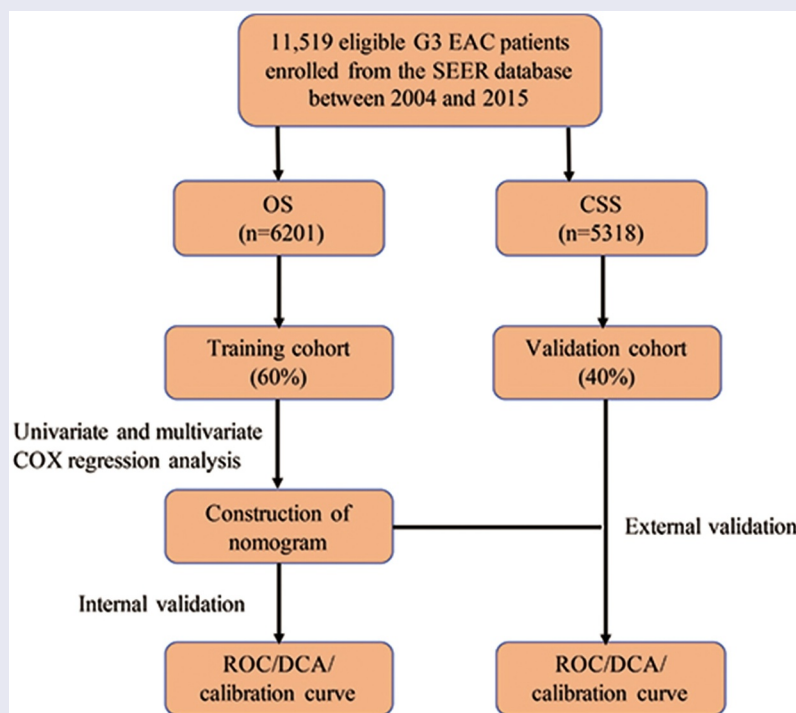 11,519 eligible G3 EAC patients
enrolled from the SEER database
between 2004 and 2015
OS
(n=6201)
CSS
(n=5318)
Training cohort
(60%)
Validation cohort
(40%)
Univariate and multivariate
COX regression analysis
Construction of
nomogram
External validation
Internal validation
ROC/DCA/
calibration curve
ROC/DCA/
calibration curve